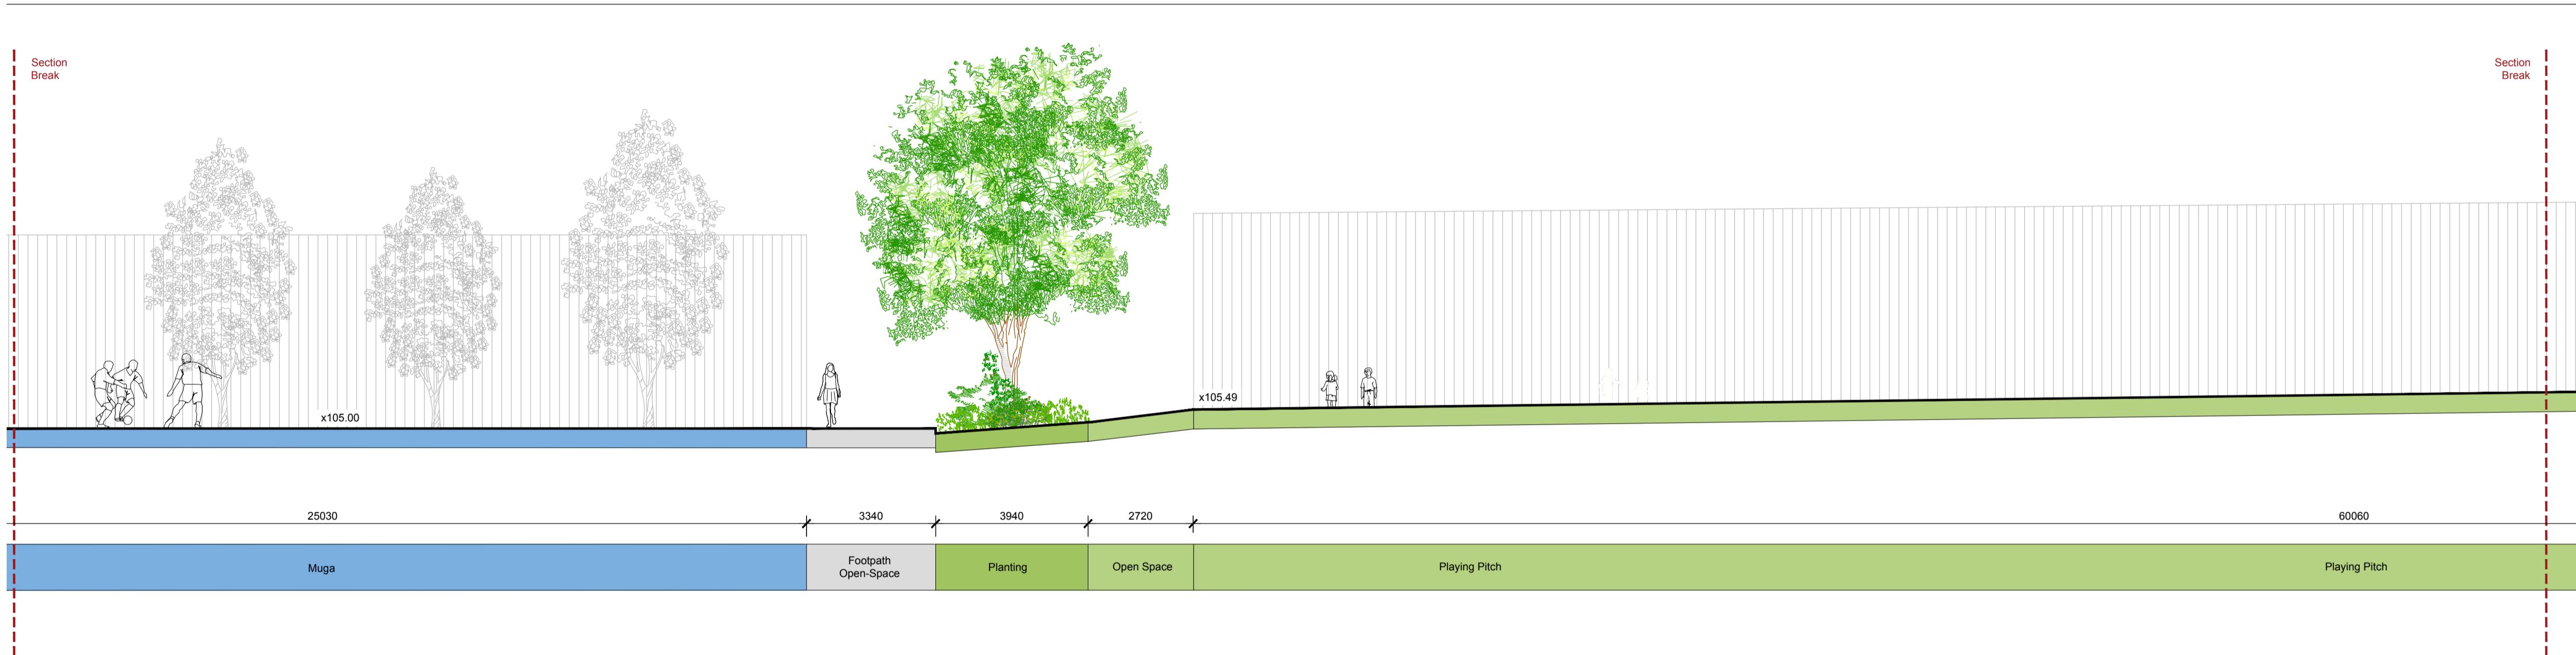 Section
Break
Section
Break
x105.00
x105.49
25030
3340
3940
2720
60060
Muga
Footpath
Open-Space
Planting
Open Space
Playing Pitch
Playing Pitch